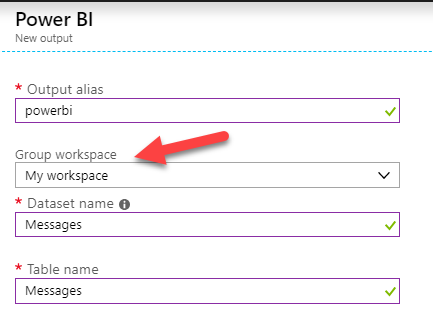 Power BI
New output
* Output alias
powerbi
Group workspace
My workspace
* Dataset name
Messages
* Table name
Messages